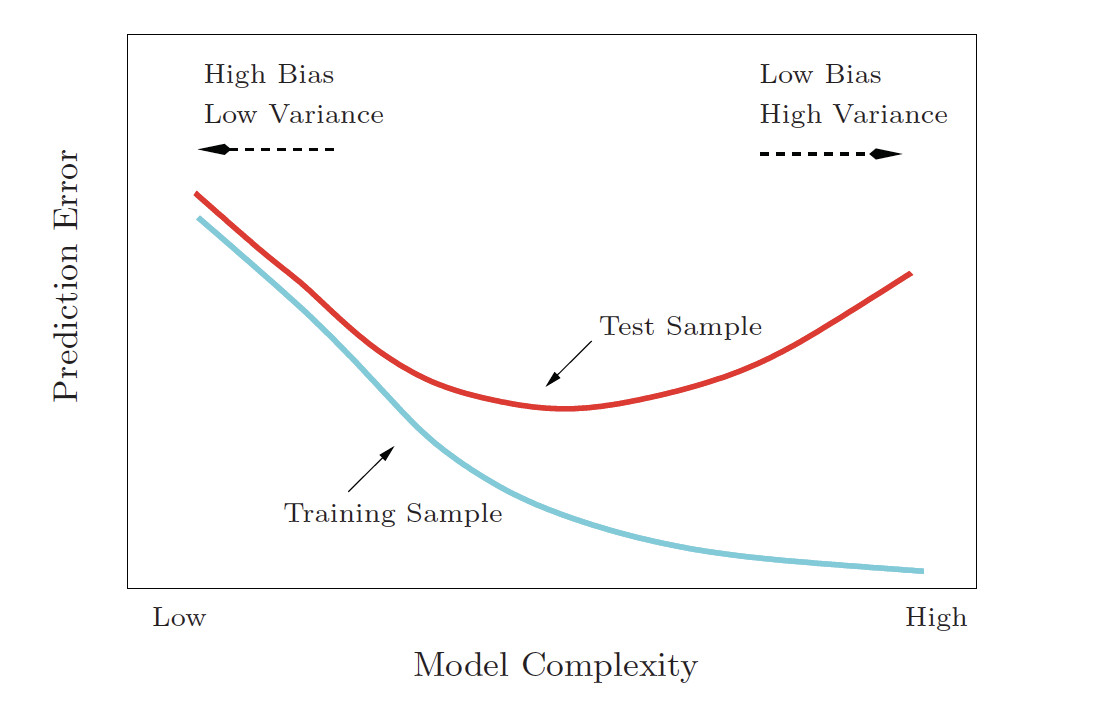 High Bias
Low Variance
Low Bias
High Variance
Prediction Error
Test Sample
Training Sample
Low
High
Model Complexity